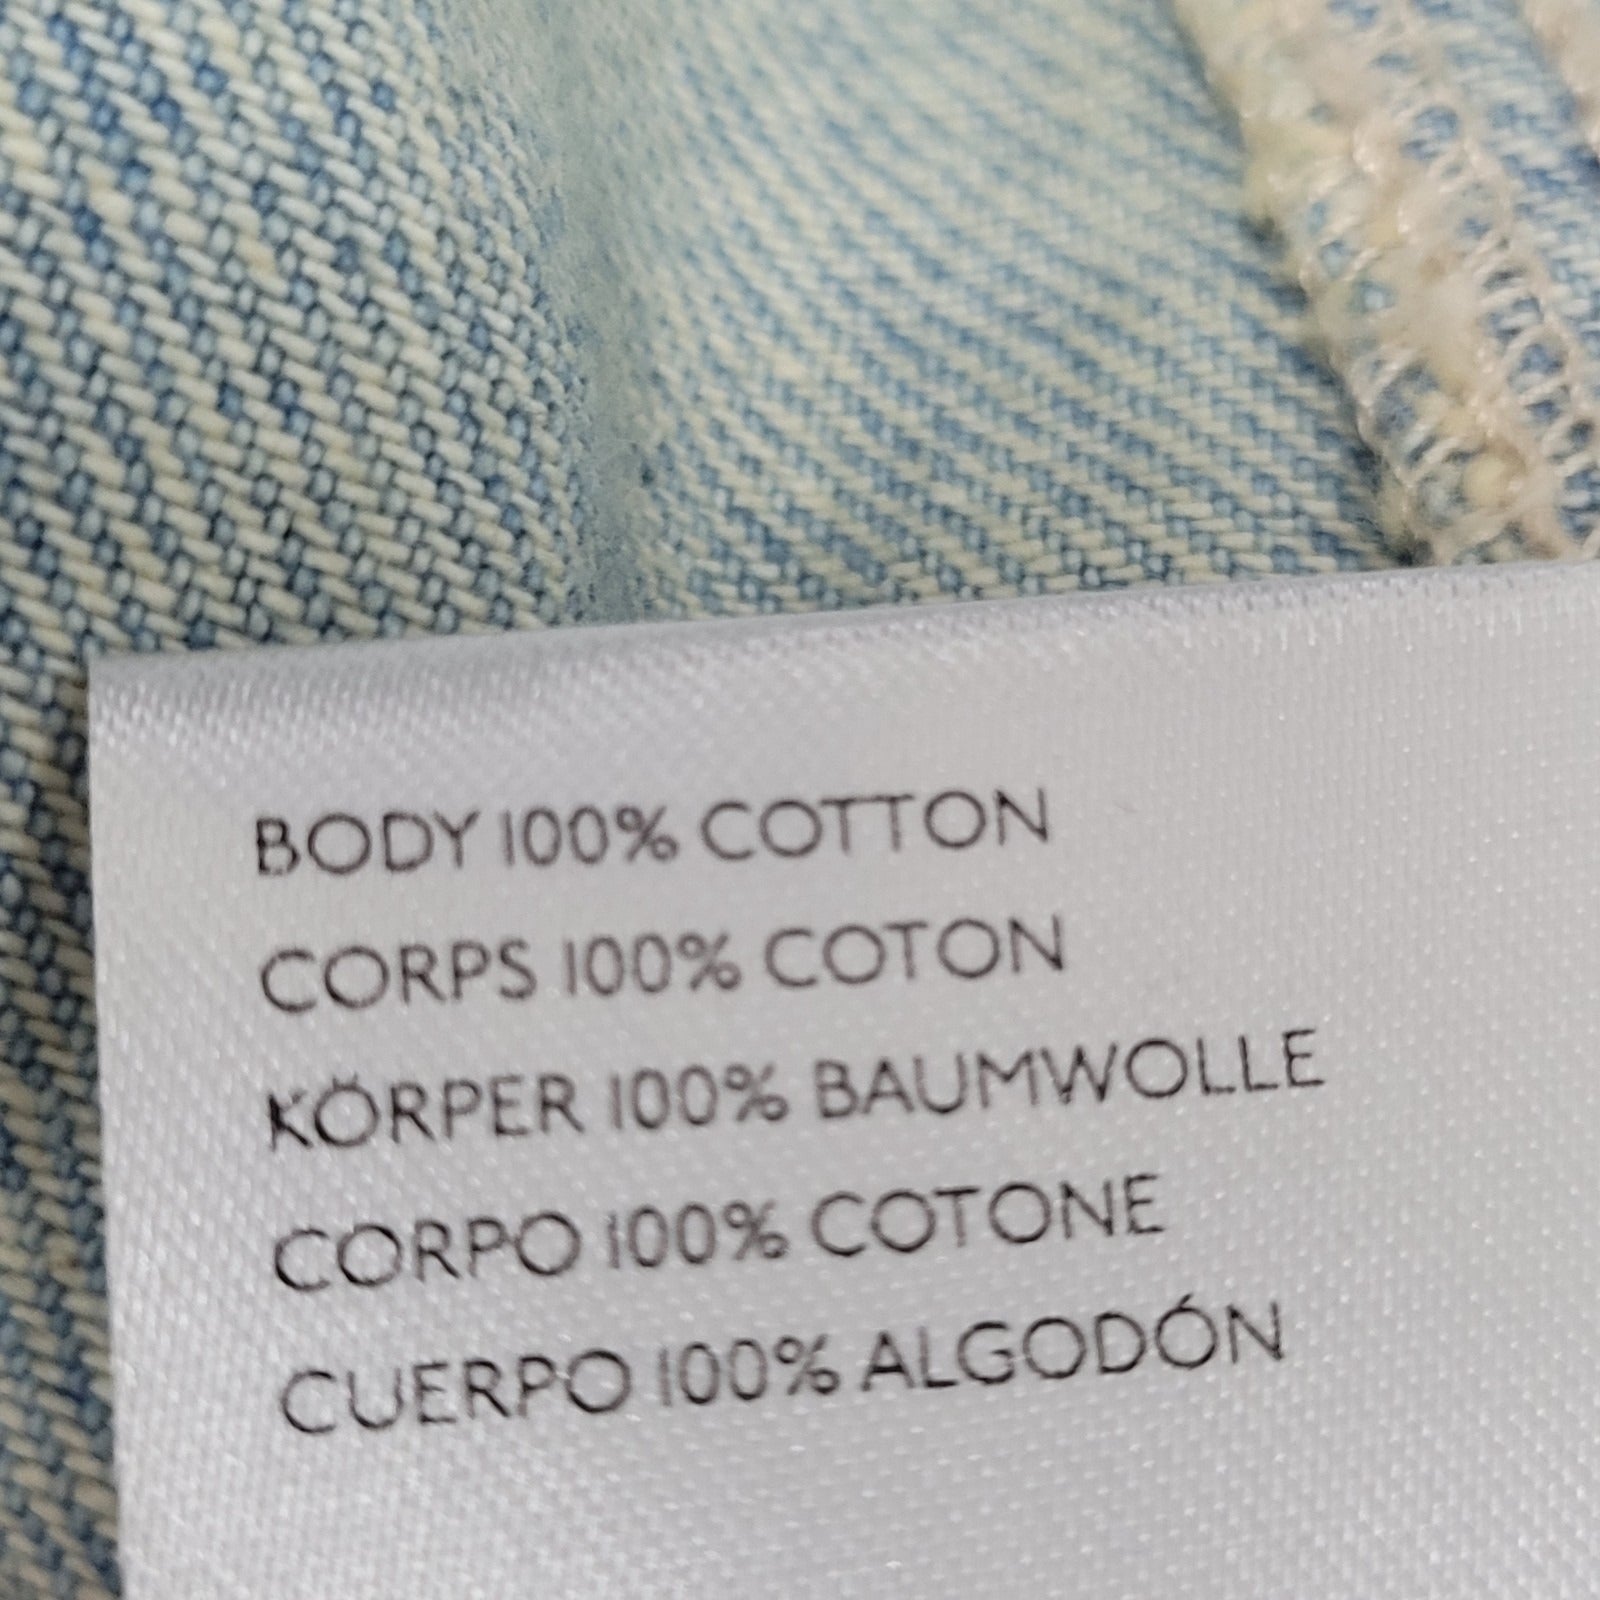 BODY 100% COTTON
CORPS 100% COTON
KÖRPER 100% BAUMWOLLE
CORPO 100% COTONE
CUERPO 100% ALGODÓN